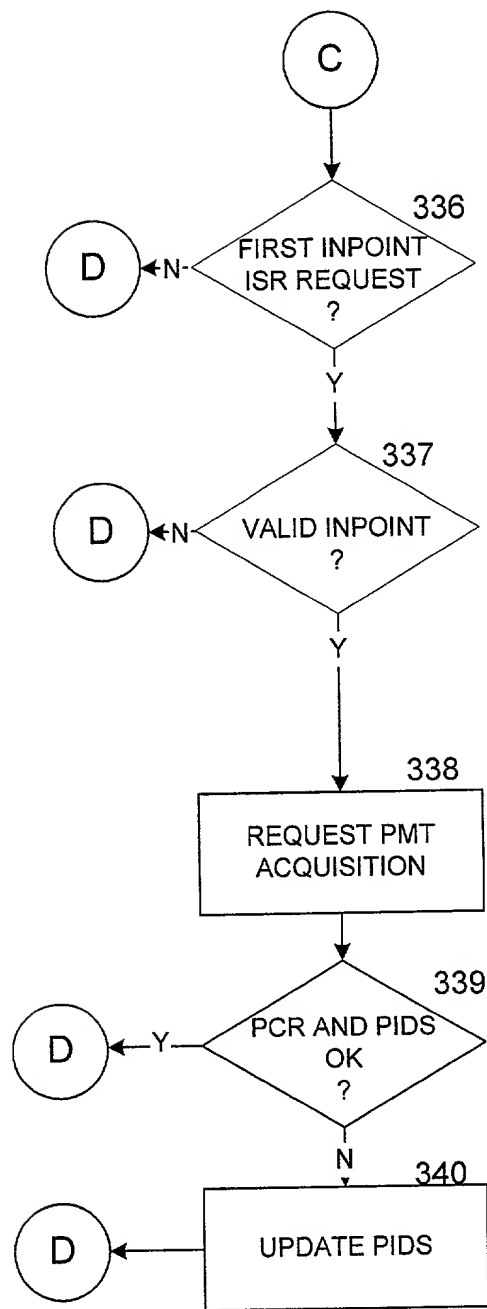 C
336
FIRST INPOINT
ISR REQUEST
?
N
D
Y
337
VALID INPOINT
?
N
D
Y
338
REQUEST PMT
ACQUISITION
339
PCR AND PIDS
OK
?
Y
D
N
340
UPDATE PIDS
D